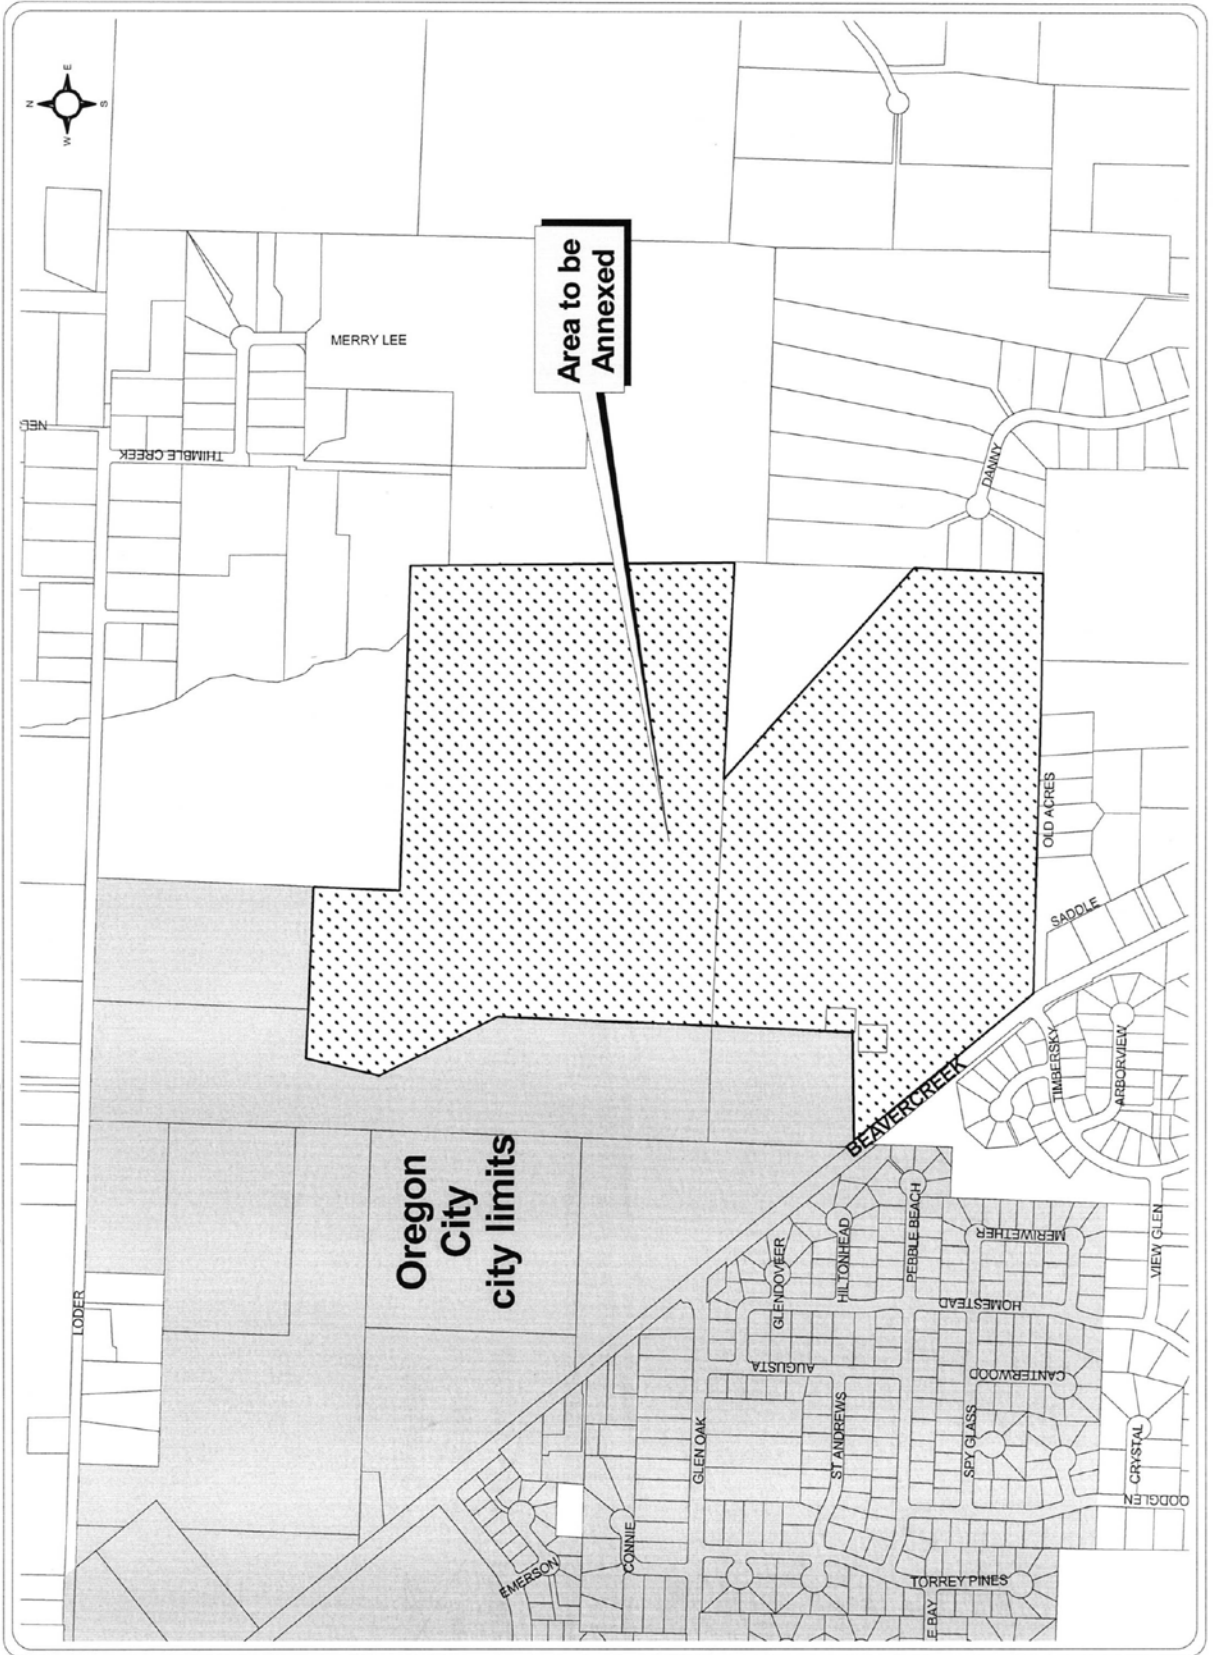 N
E
S
W
NEL
THIMBLE CREEK
MERRY LEE
Area to be
Annexed
DANNY
OLD ACRES
SADDLE
BEAVERCREEK
TIMBERSKY
ARBORVIEW
Oregon
City
city limits
LODER
GLENDOVEER
HILTONHEAD
PEBBLE BEACH
MERIWETHER
VIEW GLEN
HOMESTEAD
AUGUSTA
CANTERWOOD
GLEN OAK
ST ANDREWS
SPY GLASS
CRYSTAL
OODGLEN
EMERSON
CONNIE
TORREY PINES
E BAY